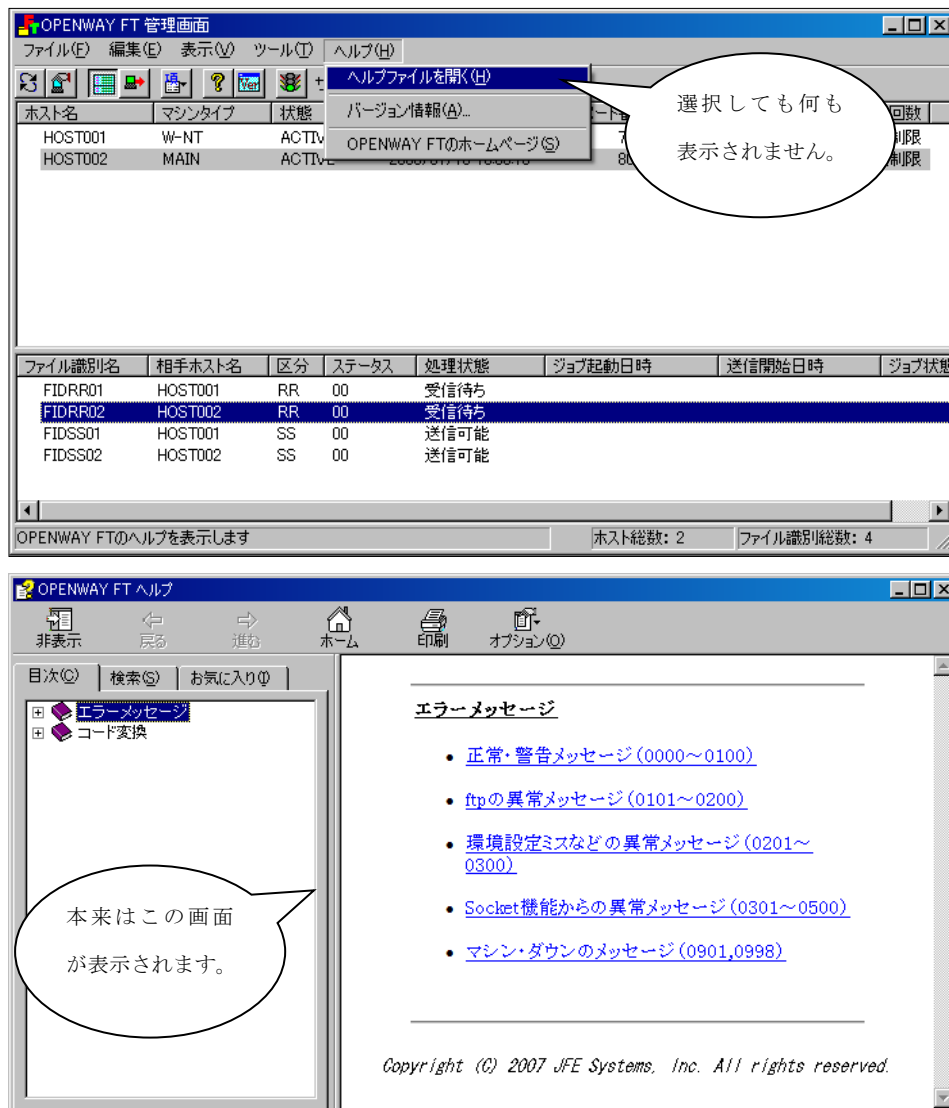 OPENWAY FT 管理画面
ファイル(F) 編集(E) 表示(V) ツール(T) ヘルプ(H)
Ver
ヘルプファイルを開く(H)
バージョン情報(A)...
OPENWAY FTのホームページ(S)
選択しても何も
表示されません。
ホスト名 マシンタイプ 状態 回数
HOST001 W-NT ACTIV 制限
HOST002 MAIN ACTIVE 制限
ファイル識別名 相手ホスト名 区分 ステータス 処理状態 ジョブ起動日時 送信開始日時 ジョブ状態
FIDRR01 HOST001 RR 00 受信待ち
FIDRR02 HOST002 RR 00 受信待ち
FIDSS01 HOST001 SS 00 送信可能
FIDSS02 HOST002 SS 00 送信可能
OPENWAY FTのヘルプを表示します ホスト総数: 2 ファイル識別総数: 4
OPENWAY FT ヘルプ
非表示 戻る 進む ホーム 印刷 オプション(O)
目次(C) 検索(S) お気に入り(I)
エラーメッセージ
コード変換
本来はこの画面
が表示されます。
エラーメッセージ
正常・警告メッセージ(0000～0100)
ftpの異常メッセージ(0101～0200)
環境設定ミスなどの異常メッセージ(0201～
0300)
Socket機能からの異常メッセージ(0301～0500)
マシン・ダウンのメッセージ(0901,0998)
Copyright (C) 2007 JFE Systems, Inc. All rights reserved.